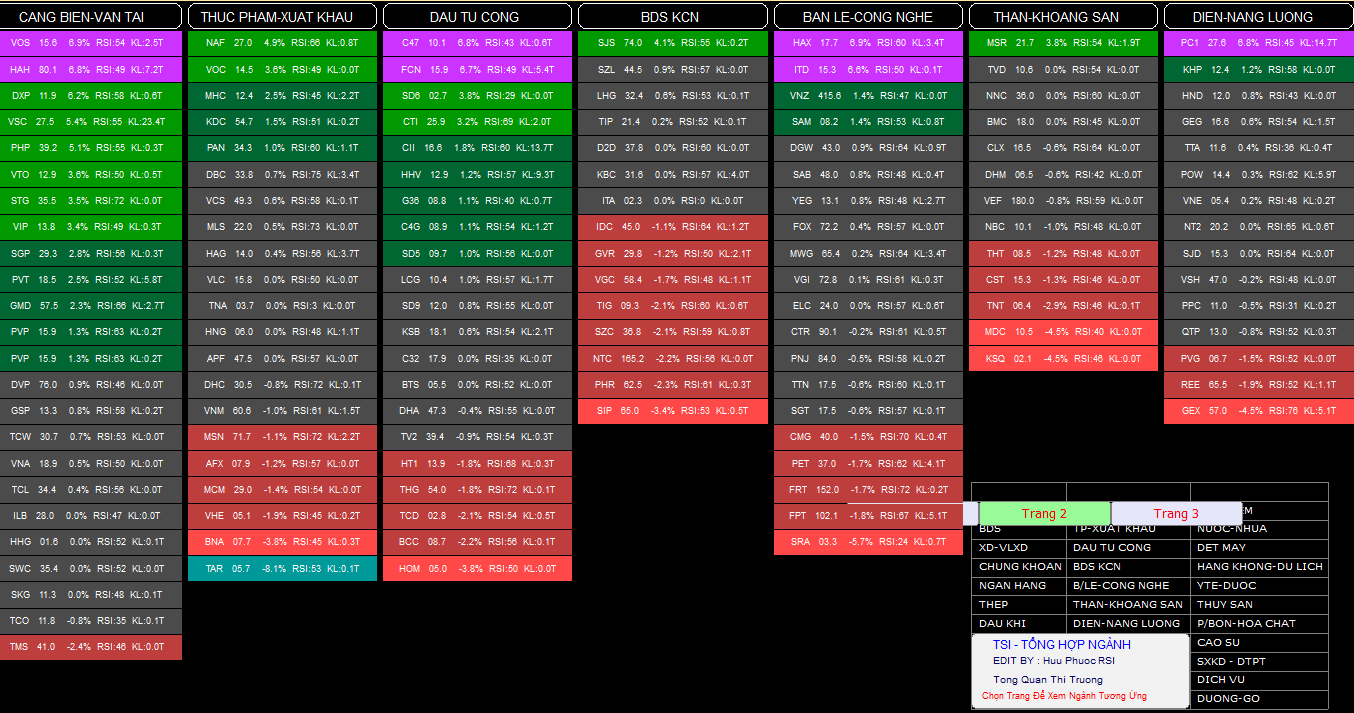 CANG BIEN-VAN TAI
VOS 15.6 6.9% RSI:54 KL:2.5T
HAH 80.1 6.8% RSI:49 KL:7.2T
DXP 11.9 6.2% RSI:58 KL:0.6T
VSC 27.5 5.4% RSI:55 KL:23.4T
PHP 39.2 5.1% RSI:55 KL:0.3T
VTO 12.9 3.6% RSI:50 KL:0.5T
STG 35.5 3.5% RSI:72 KL:0.0T
VIP 13.8 3.4% RSI:49 KL:0.3T
SGP 29.3 2.8% RSI:56 KL:0.3T
PVT 18.5 2.5% RSI:52 KL:5.8T
GMD 57.5 2.3% RSI:66 KL:2.7T
PVP 15.9 1.3% RSI:63 KL:0.2T
PVP 15.9 1.3% RSI:63 KL:0.2T
DVP 76.0 0.9% RSI:46 KL:0.0T
GSP 13.3 0.8% RSI:58 KL:0.2T
TCW 30.7 0.7% RSI:53 KL:0.0T
VNA 18.9 0.5% RSI:50 KL:0.0T
TCL 34.4 0.4% RSI:56 KL:0.0T
ILB 28.0 0.0% RSI:47 KL:0.0T
HHG 01.6 0.0% RSI:52 KL:0.1T
SWC 35.4 0.0% RSI:52 KL:0.0T
SKG 11.3 0.0% RSI:48 KL:0.1T
TCO 11.8 -0.8% RSI:35 KL:0.1T
TMS 41.0 -2.4% RSI:46 KL:0.0T
THUC PHAM-XUAT KHAU
NAF 27.0 4.9% RSI:66 KL:0.8T
VOC 14.5 3.6% RSI:49 KL:0.0T
MHC 12.4 2.5% RSI:45 KL:2.2T
KDC 54.7 1.5% RSI:51 KL:0.2T
PAN 34.3 1.0% RSI:60 KL:1.1T
DBC 33.8 0.7% RSI:75 KL:3.4T
VCS 49.3 0.6% RSI:58 KL:0.1T
MLS 22.0 0.5% RSI:73 KL:0.0T
HAG 14.0 0.4% RSI:56 KL:3.7T
VLC 15.8 0.0% RSI:50 KL:0.0T
TNA 03.7 0.0% RSI:3 KL:0.0T
HNG 06.0 0.0% RSI:48 KL:1.1T
APF 47.5 0.0% RSI:57 KL:0.0T
DHC 30.5 -0.8% RSI:72 KL:0.1T
VNM 60.6 -1.0% RSI:61 KL:1.5T
MSN 71.7 -1.1% RSI:72 KL:2.2T
AFX 07.9 -1.2% RSI:57 KL:0.0T
MCM 29.0 -1.4% RSI:54 KL:0.0T
VHE 05.1 -1.9% RSI:45 KL:0.2T
BNA 07.7 -3.8% RSI:45 KL:0.3T
TAR 05.7 -8.1% RSI:53 KL:0.1T
DAU TU CONG
C47 10.1 6.8% RSI:43 KL:0.6T
FCN 15.9 6.7% RSI:49 KL:5.4T
SD6 02.7 3.8% RSI:29 KL:0.0T
CTI 25.9 3.2% RSI:69 KL:2.0T
CII 16.6 1.8% RSI:60 KL:13.7T
HHV 12.9 1.2% RSI:57 KL:9.3T
G36 08.8 1.1% RSI:40 KL:0.7T
C4G 08.9 1.1% RSI:54 KL:1.2T
SD5 09.7 1.0% RSI:56 KL:0.0T
LCG 10.4 1.0% RSI:57 KL:1.7T
SD9 12.0 0.8% RSI:55 KL:0.0T
KSB 18.1 0.6% RSI:54 KL:2.1T
C32 17.9 0.0% RSI:35 KL:0.0T
BTS 05.5 0.0% RSI:52 KL:0.0T
DHA 47.3 -0.4% RSI:55 KL:0.0T
TV2 39.4 -0.9% RSI:54 KL:0.3T
HT1 13.9 -1.8% RSI:68 KL:0.3T
THG 54.0 -1.8% RSI:72 KL:0.1T
TCD 02.8 -2.1% RSI:54 KL:0.5T
BCC 08.7 -2.2% RSI:56 KL:0.1T
HOM 05.0 -3.8% RSI:50 KL:0.0T
BDS KCN
SJS 74.0 4.1% RSI:55 KL:0.2T
SZL 44.5 0.9% RSI:57 KL:0.0T
LHG 32.4 0.6% RSI:53 KL:0.1T
TIP 21.4 0.2% RSI:52 KL:0.1T
D2D 37.8 0.0% RSI:60 KL:0.0T
KBC 31.6 0.0% RSI:57 KL:4.0T
ITA 02.3 0.0% RSI:0 KL:0.0T
IDC 45.0 -1.1% RSI:64 KL:1.2T
GVR 29.8 -1.2% RSI:50 KL:2.1T
VGC 58.4 -1.7% RSI:48 KL:1.1T
TIG 09.3 -2.1% RSI:60 KL:0.6T
SZC 36.8 -2.1% RSI:59 KL:0.8T
NTC 165.2 -2.2% RSI:56 KL:0.0T
PHR 62.5 -2.3% RSI:61 KL:0.3T
SIP 65.0 -3.4% RSI:53 KL:0.5T
BAN LE-CONG NGHE
HAX 17.7 6.9% RSI:60 KL:3.4T
ITD 15.3 6.6% RSI:50 KL:0.1T
VNZ 415.6 1.4% RSI:47 KL:0.0T
SAM 08.2 1.4% RSI:53 KL:0.8T
DGW 43.0 0.9% RSI:64 KL:0.9T
SAB 48.0 0.8% RSI:48 KL:0.4T
YEG 13.1 0.8% RSI:48 KL:2.7T
FOX 72.2 0.4% RSI:57 KL:0.0T
MWG 65.4 0.2% RSI:64 KL:3.4T
VGI 72.8 0.1% RSI:61 KL:0.3T
ELC 24.0 0.0% RSI:57 KL:0.6T
CTR 90.1 -0.2% RSI:61 KL:0.5T
PNJ 84.0 -0.5% RSI:58 KL:0.2T
TTN 17.5 -0.6% RSI:60 KL:0.1T
SGT 17.5 -0.6% RSI:57 KL:0.1T
CMG 40.0 -1.5% RSI:70 KL:0.4T
PET 37.0 -1.7% RSI:62 KL:4.1T
FRT 152.0 -1.7% RSI:72 KL:0.2T
FPT 102.1 -1.8% RSI:67 KL:5.1T
SRA 03.3 -5.7% RSI:24 KL:0.7T
THAN-KHOANG SAN
MSR 21.7 3.8% RSI:54 KL:1.9T
TVD 10.6 0.0% RSI:54 KL:0.0T
NNC 36.0 0.0% RSI:60 KL:0.0T
BMC 18.0 0.0% RSI:45 KL:0.0T
CLX 16.5 -0.6% RSI:64 KL:0.0T
DHM 06.5 -0.6% RSI:42 KL:0.0T
VEF 180.0 -0.8% RSI:59 KL:0.0T
NBC 10.1 -1.0% RSI:48 KL:0.0T
THT 08.5 -1.2% RSI:48 KL:0.0T
CST 15.3 -1.3% RSI:46 KL:0.0T
TNT 06.4 -2.9% RSI:46 KL:0.1T
MDC 10.5 -4.5% RSI:40 KL:0.0T
KSQ 02.1 -4.5% RSI:46 KL:0.0T
DIEN-NANG LUONG
PC1 27.6 6.8% RSI:45 KL:14.7T
KHP 12.4 1.2% RSI:58 KL:0.0T
HND 12.0 0.8% RSI:43 KL:0.0T
GEG 16.6 0.6% RSI:54 KL:1.5T
TTA 11.6 0.4% RSI:36 KL:0.4T
POW 14.4 0.3% RSI:62 KL:5.9T
VNE 05.4 0.2% RSI:48 KL:0.2T
NT2 20.2 0.0% RSI:65 KL:0.6T
SJD 15.3 0.0% RSI:64 KL:0.0T
VSH 47.0 -0.2% RSI:48 KL:0.0T
PPC 11.0 -0.5% RSI:31 KL:0.2T
QTP 13.0 -0.8% RSI:52 KL:0.3T
PVG 06.7 -1.5% RSI:52 KL:0.0T
REE 65.5 -1.9% RSI:52 KL:1.1T
GEX 57.0 -4.5% RSI:76 KL:5.1T
Trang 2 Trang 3 EM
BDS TP-XUAT KHAU NUOC-NHUA
XD-VLXD DAU TU CONG DET MAY
CHUNG KHOAN BDS KCN HANG KHONG-DU LICH
NGAN HANG B/LE-CONG NGHE YTE-DUOC
THEP THAN-KHOANG SAN THUY SAN
DAU KHI DIEN-NANG LUONG P/BON-HOA CHAT
CAO SU
SXKD - DTPT
DICH VU
DUONG-GO
TSI - TỔNG HỢP NGÀNH
EDIT BY : Huu Phuoc RSI
Tong Quan Thi Truong
Chọn Trang Để Xem Ngành Tương Ứng